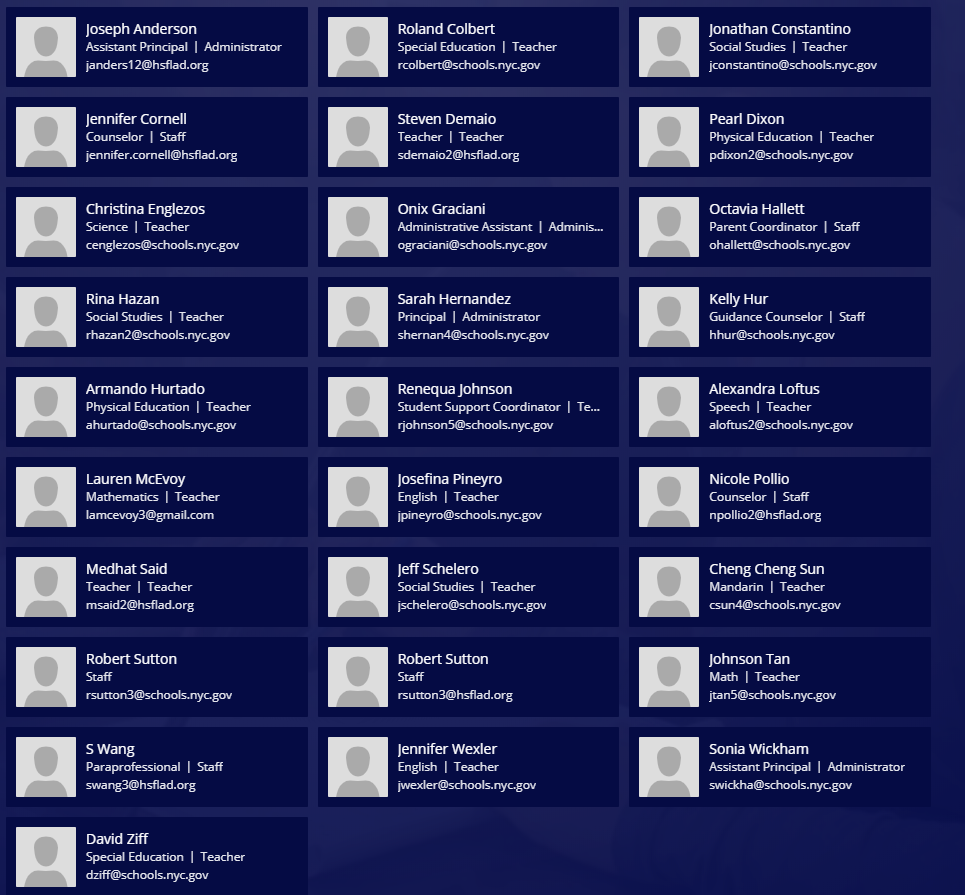 Joseph Anderson
Assistant Principal | Administrator
janders12@hsflad.org
Roland Colbert
Special Education | Teacher
rcolbert@schools.nyc.gov
Jonathan Constantino
Social Studies | Teacher
jconstantino@schools.nyc.gov
Jennifer Cornell
Counselor | Staff
jennifer.cornell@hsflad.org
Steven Demaio
Teacher | Teacher
sdemaio2@hsflad.org
Pearl Dixon
Physical Education | Teacher
pdixon2@schools.nyc.gov
Christina Englezos
Science | Teacher
cenglezos@schools.nyc.gov
Onix Graciani
Administrative Assistant | Adminis...
ograciani@schools.nyc.gov
Octavia Hallett
Parent Coordinator | Staff
ohallett@schools.nyc.gov
Rina Hazan
Social Studies | Teacher
rhazan2@schools.nyc.gov
Sarah Hernandez
Principal | Administrator
shernan4@schools.nyc.gov
Kelly Hur
Guidance Counselor | Staff
hhur@schools.nyc.gov
Armando Hurtado
Physical Education | Teacher
ahurtado@schools.nyc.gov
Renequa Johnson
Student Support Coordinator | Te...
rjohnson5@schools.nyc.gov
Alexandra Loftus
Speech | Teacher
aloftus2@schools.nyc.gov
Lauren McEvoy
Mathematics | Teacher
lamcevoy3@gmail.com
Josefina Pineyro
English | Teacher
jpineyro@schools.nyc.gov
Nicole Pollio
Counselor | Staff
npollio2@hsflad.org
Medhat Said
Teacher | Teacher
msaid2@hsflad.org
Jeff Schelero
Social Studies | Teacher
jschelero@schools.nyc.gov
Cheng Cheng Sun
Mandarin | Teacher
csun4@schools.nyc.gov
Robert Sutton
Staff
rsutton3@schools.nyc.gov
Robert Sutton
Staff
rsutton3@hsflad.org
Johnson Tan
Math | Teacher
jtan5@schools.nyc.gov
S Wang
Paraprofessional | Staff
swang3@hsflad.org
Jennifer Wexler
English | Teacher
jwexler@schools.nyc.gov
Sonia Wickham
Assistant Principal | Administrator
swickha@schools.nyc.gov
David Ziff
Special Education | Teacher
dziff@schools.nyc.gov